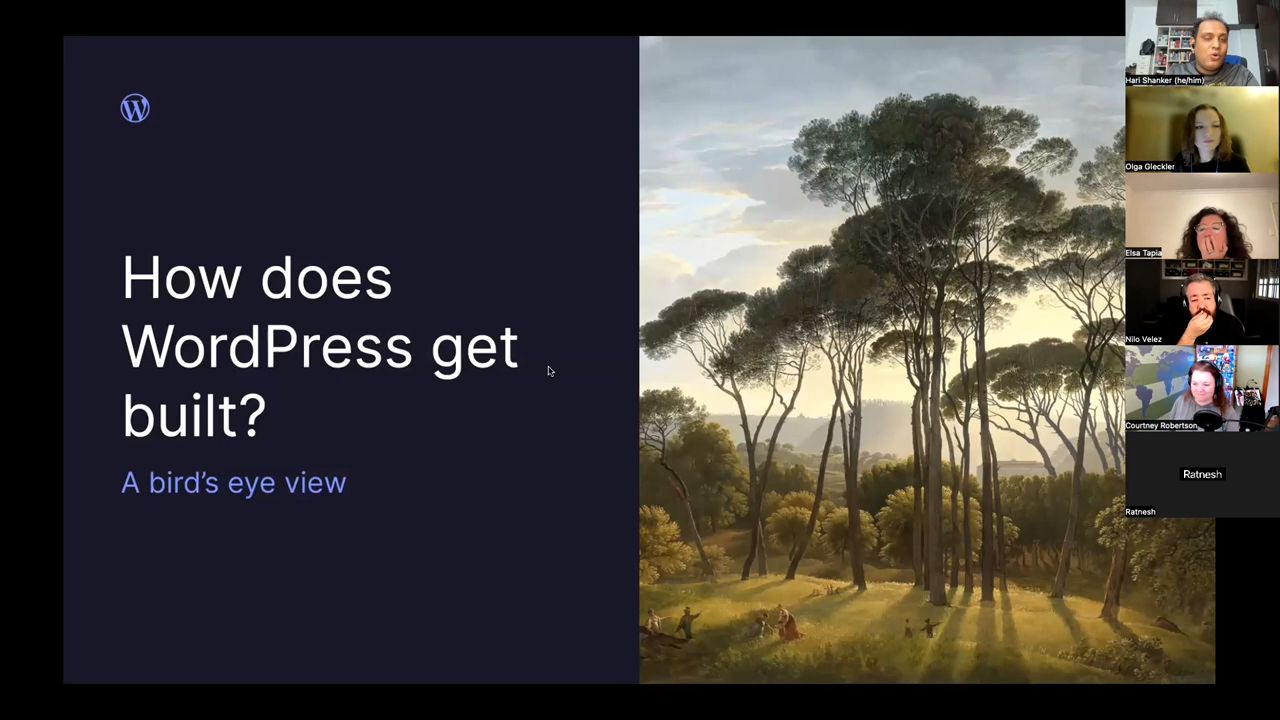 How does
WordPress get
built?
A bird's eye view
Hari Shanker (he/him)
Olga Gleckler
Elsa Tapia
Nilo Velez
Courtney Robertson
Ratnesh
Ratnesh